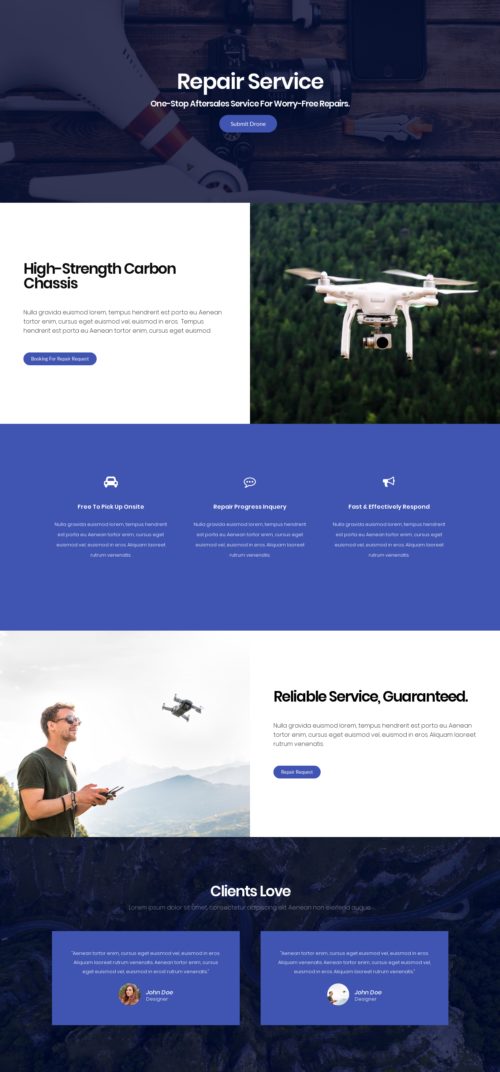 Repair Service
One-Stop Aftersales Service For Worry-Free Repairs.
Submit Drone
High-Strength Carbon
Chassis
Nulla gravida euismod lorem, tempus hendrerit est porta eu Aenean
tortor enim, cursus eget euismod vel, euismod in eros. Tempus
hendrerit est porta eu Aenean tortor enim, cursus eget euismod
Booking For Repair Request
Free To Pick Up Onsite
Nulla gravida euismod lorem, tempus hendrerit
est porta eu Aenean tortor enim, cursus eget
euismod vel, euismod in eros Aliquam laoreet
rutrum venenatis
Repair Progress Inquery
Nulla gravida euismod lorem, tempus hendrerit
est porta eu Aenean tortor enim, cursus eget
euismod vel, euismod in eros Aliquam laoreet
rutrum venenatis
Fast & Effectively Respond
Nulla gravida euismod lorem, tempus hendrerit
est porta eu Aenean tortor enim, cursus eget
euismod vel, euismod in eros Aliquam laoreet
rutrum venenatis
Reliable Service, Guaranteed.
Nulla gravida euismod lorem, tempus hendrerit est porta eu Aenean
tortor enim, cursus eget euismod vel, euismod in eros Aliquam laoreet
rutrum venenatis
Repair Request
Clients Love
Lorem ipsum dolor sit amet, consectetur adipiscing elit Aenean non eleifend augue
"Aenean tortor enim, cursus eget euismod vel, euismod in eros
Aliquam laoreet rutrum venenatis. Aenean tortor enim, cursus
eget euismod vel, euismod in erosit rutrum venenatis"
John Doe
Designer
"Aenean tortor enim, cursus eget euismod vel, euismod in eros.
Aliquam venenatis enim, cursus eget euismod vel,
euismod in eros Aliquam laoreet rutrum venenatis"
John Doe
Designer